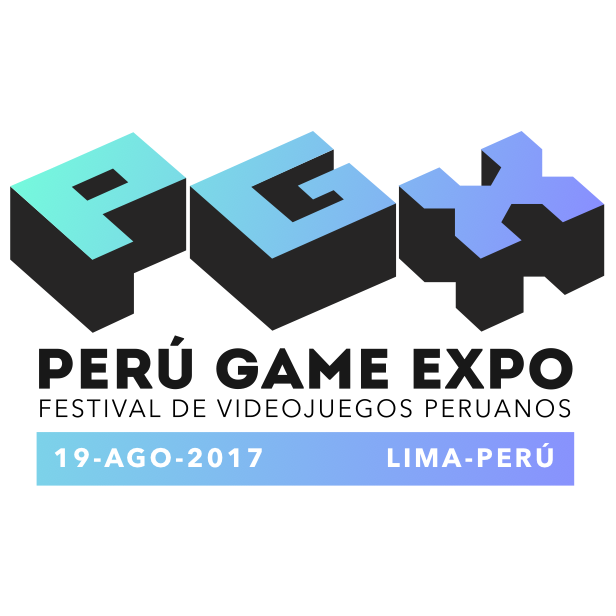 PGX
PERÚ GAME EXPO
FESTIVAL DE VIDEOJUEGOS PERUANOS
19-AGO-2017 LIMA-PERÚ